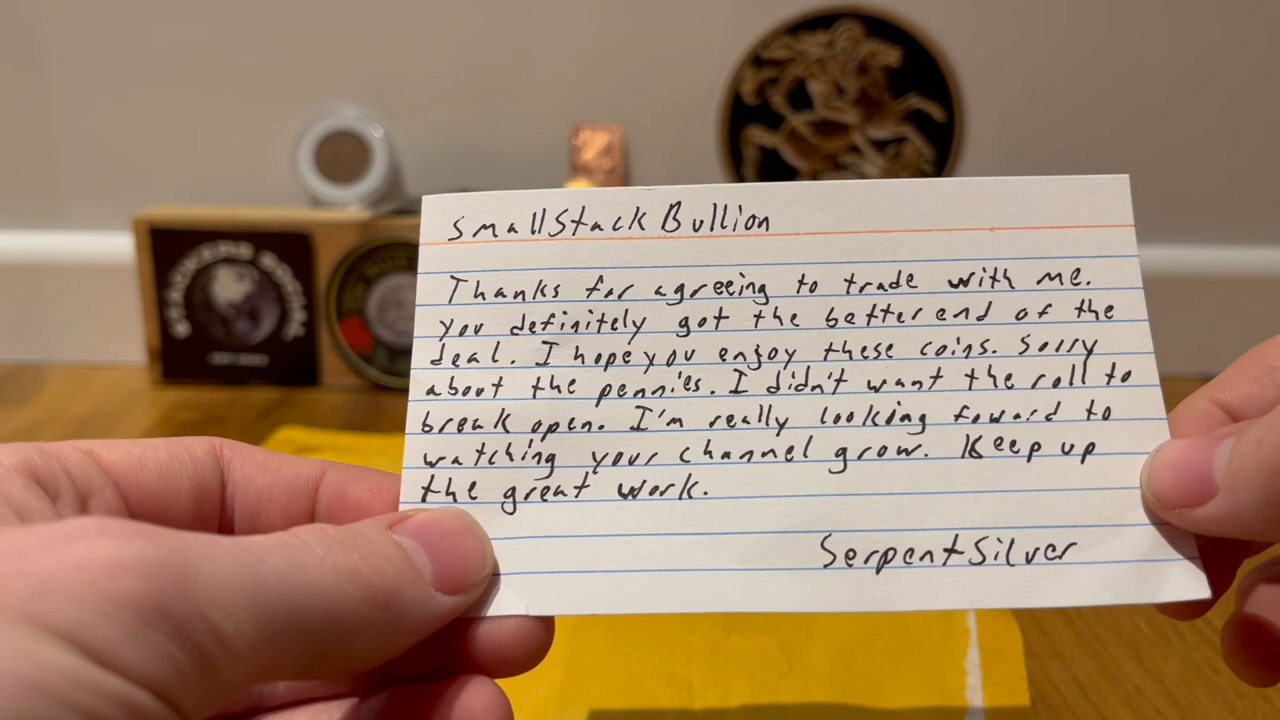 SmallStackBullion
Thanks for agreeing to trade with me.
You definitely got the better end of the
deal. I hope you enjoy these coins. Sorry
about the pennies. I didn't want the roll to
break open. I'm really looking foward to
watching your channel grow. Keep up
the great work.
SerpentSilver